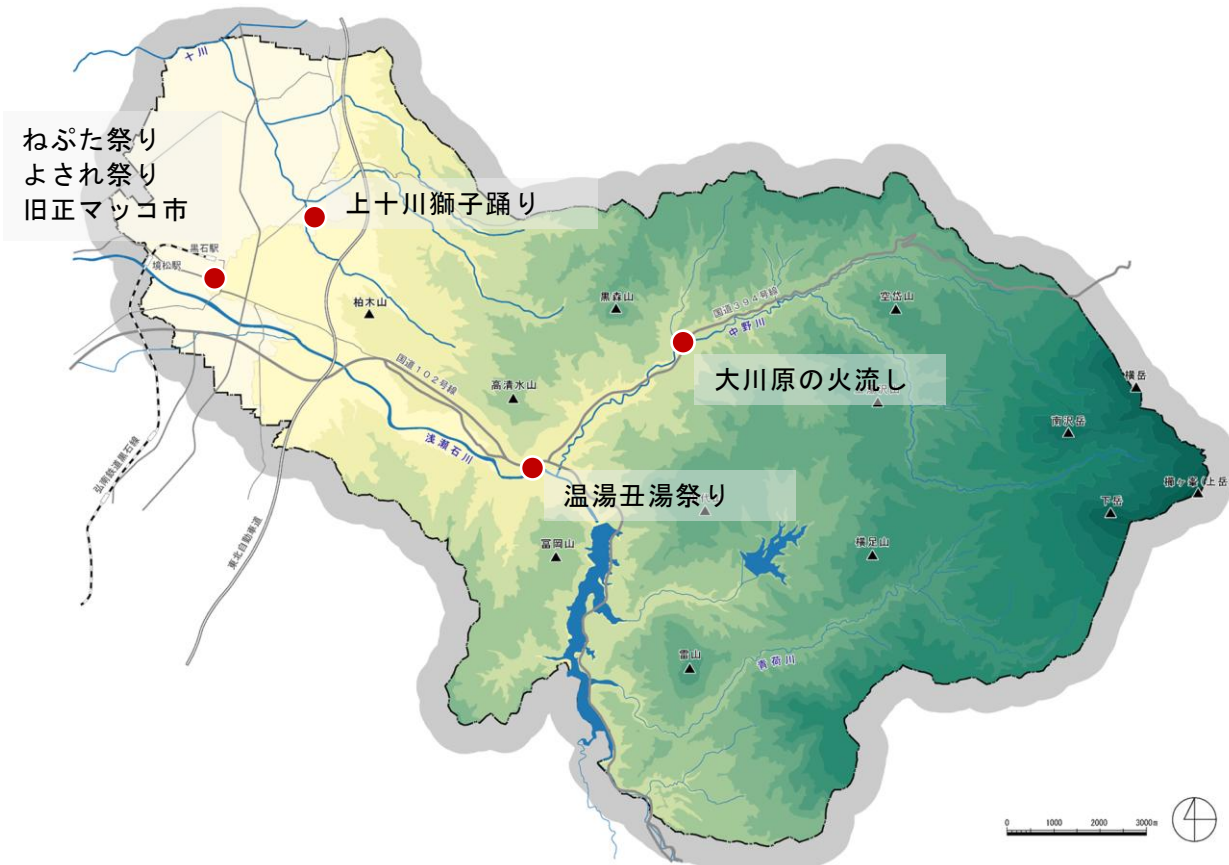 十川
ねぷた祭り
よされ祭り
旧正マッコ市
上十川獅子踊り
黒石駅
境松駅
柏木山
黒森山
国道394号線
中野川
空岱山
国道102号線
高清水山
大川原の火流し
横岳
南沢岳
浅瀬石川
櫛ヶ峯(上岳)
下岳
温湯丑湯祭り
弘南鉄道黒石線
東北自動車道
冨岡山
横足山
雷山
青荷川
0 1000 2000 3000m